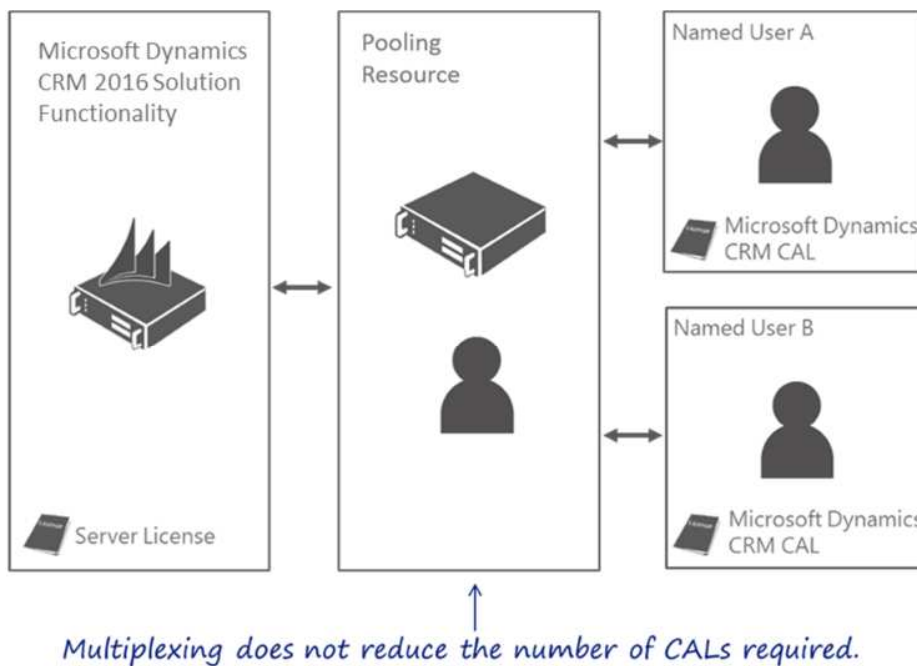 Microsoft Dynamics
CRM 2016 Solution
Functionality
Server License
Pooling
Resource
Named User A
Microsoft Dynamics
CRM CAL
Named User B
Microsoft Dynamics
CRM CAL
Multiplexing does not reduce the number of CALs required.